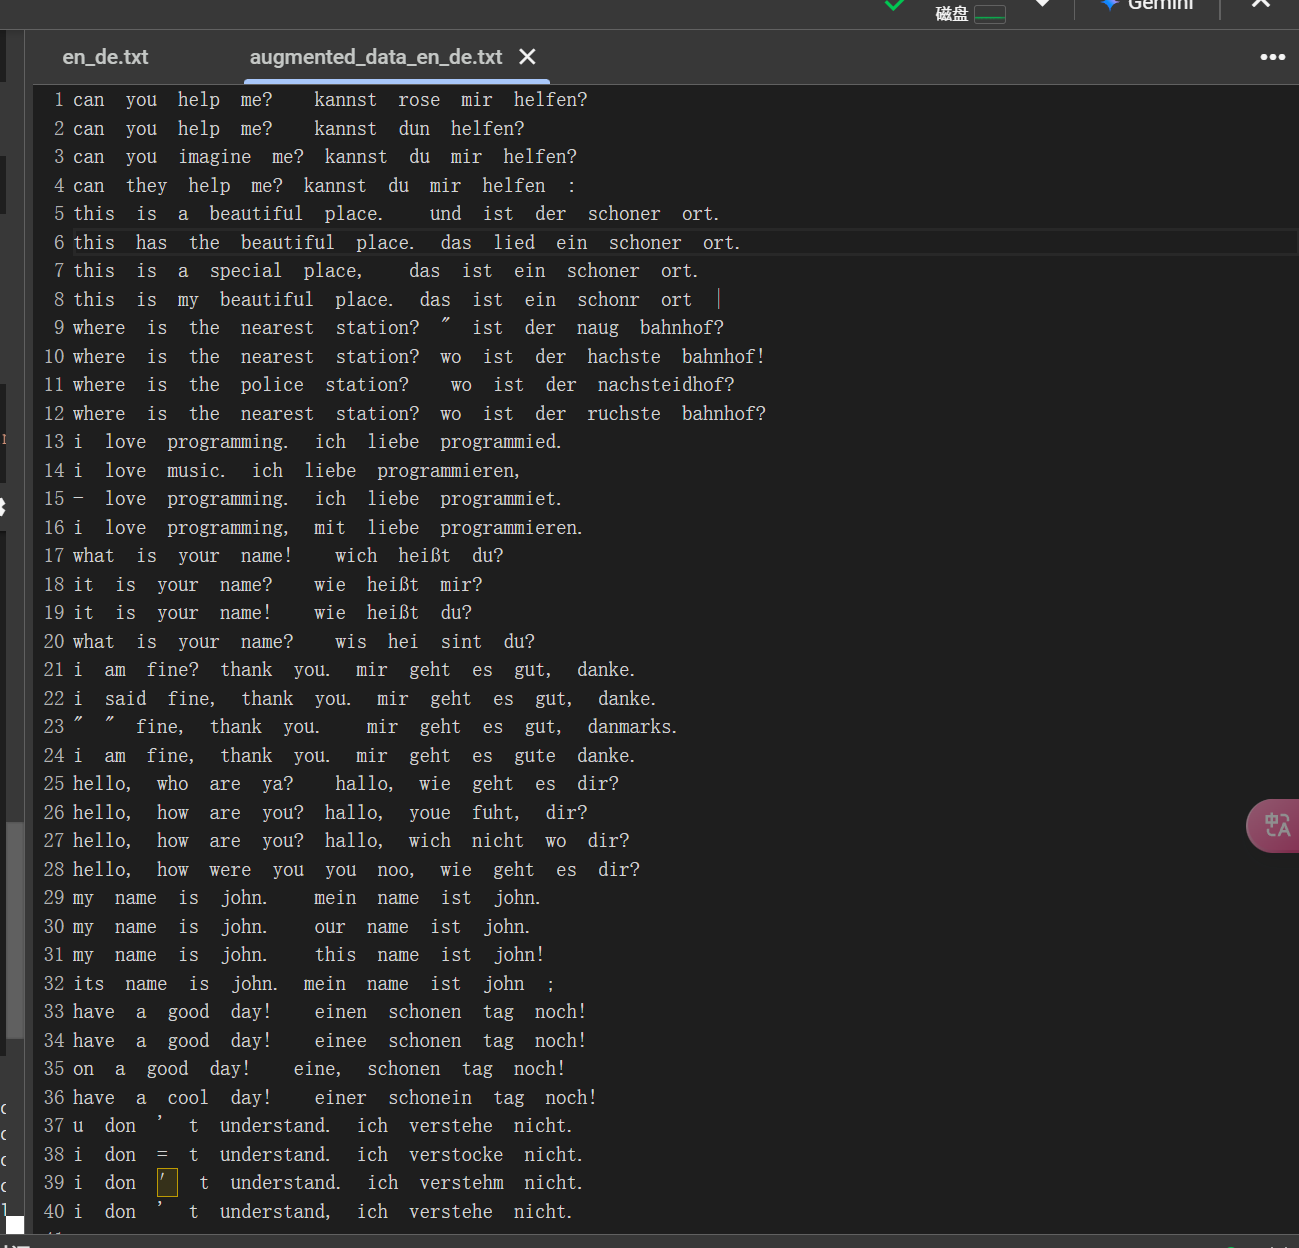 磁盘
Gemini
en_de.txt augmented_data_en_de.txt
1 can you help me? kannst rose mir helfen?
2 can you help me? kannst dun helfen?
3 can you imagine me? kannst du mir helfen?
4 can they help me? kannst du mir helfen :
5 this is a beautiful place. und ist der schoner ort.
6 this has the beautiful place. das lied ein schoner ort.
7 this is a special place, das ist ein schoner ort.
8 this is my beautiful place. das ist ein schonr ort |
9 where is the nearest station? " ist der naug bahnhof?
10 where is the nearest station? wo ist der hachste bahnhof!
11 where is the police station? wo ist der nachsteidhof?
12 where is the nearest station? wo ist der ruchste bahnhof?
13 i love programming. ich liebe programmied.
14 i love music. ich liebe programmieren,
15 - love programming. ich liebe programmiet.
16 i love programming, mit liebe programmieren.
17 what is your name! wich heißt du?
18 it is your name? wie heißt mir?
19 it is your name! wie heißt du?
20 what is your name? wis hei sint du?
21 i am fine? thank you. mir geht es gut, danke.
22 i said fine, thank you. mir geht es gut, danke.
23 " " fine, thank you. mir geht es gut, danmarks.
24 i am fine, thank you. mir geht es gute danke.
25 hello, who are ya? hallo, wie geht es dir?
26 hello, how are you? hallo, youe fuht, dir?
27 hello, how are you? hallo, wich nicht wo dir?
28 hello, how were you you noo, wie geht es dir?
29 my name is john. mein name ist john.
30 my name is john. our name ist john.
31 my name is john. this name ist john!
32 its name is john. mein name ist john ;
33 have a good day! einen schonen tag noch!
34 have a good day! einee schonen tag noch!
35 on a good day! eine, schonen tag noch!
36 have a cool day! einer schonein tag noch!
37 u don ' t understand. ich verstehe nicht.
38 i don = t understand. ich verstocke nicht.
39 i don ′ t understand. ich verstehm nicht.
40 i don ' t understand, ich verstehe nicht.